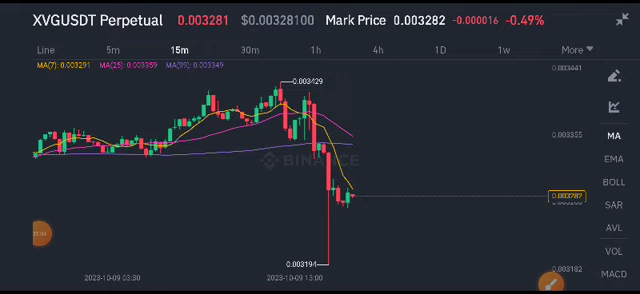 XVGUSDT Perpetual 0.003281 $0.00328100 Mark Price 0.003282 -0.000016 -0.49%
Line 5m 15m 30m 1h 4h 1D 1w More
MA(7): 0.003291 MA(25): 0.003359 MA(99): 0.003349
0.003441
0.003429
0.003355
MA
BINANCE
EMA
BOLL
0.003282
SAR
AVL
VOL
0.003194
0.003182
MACD
2023-10-09 03:30 2023-10-09 13:00